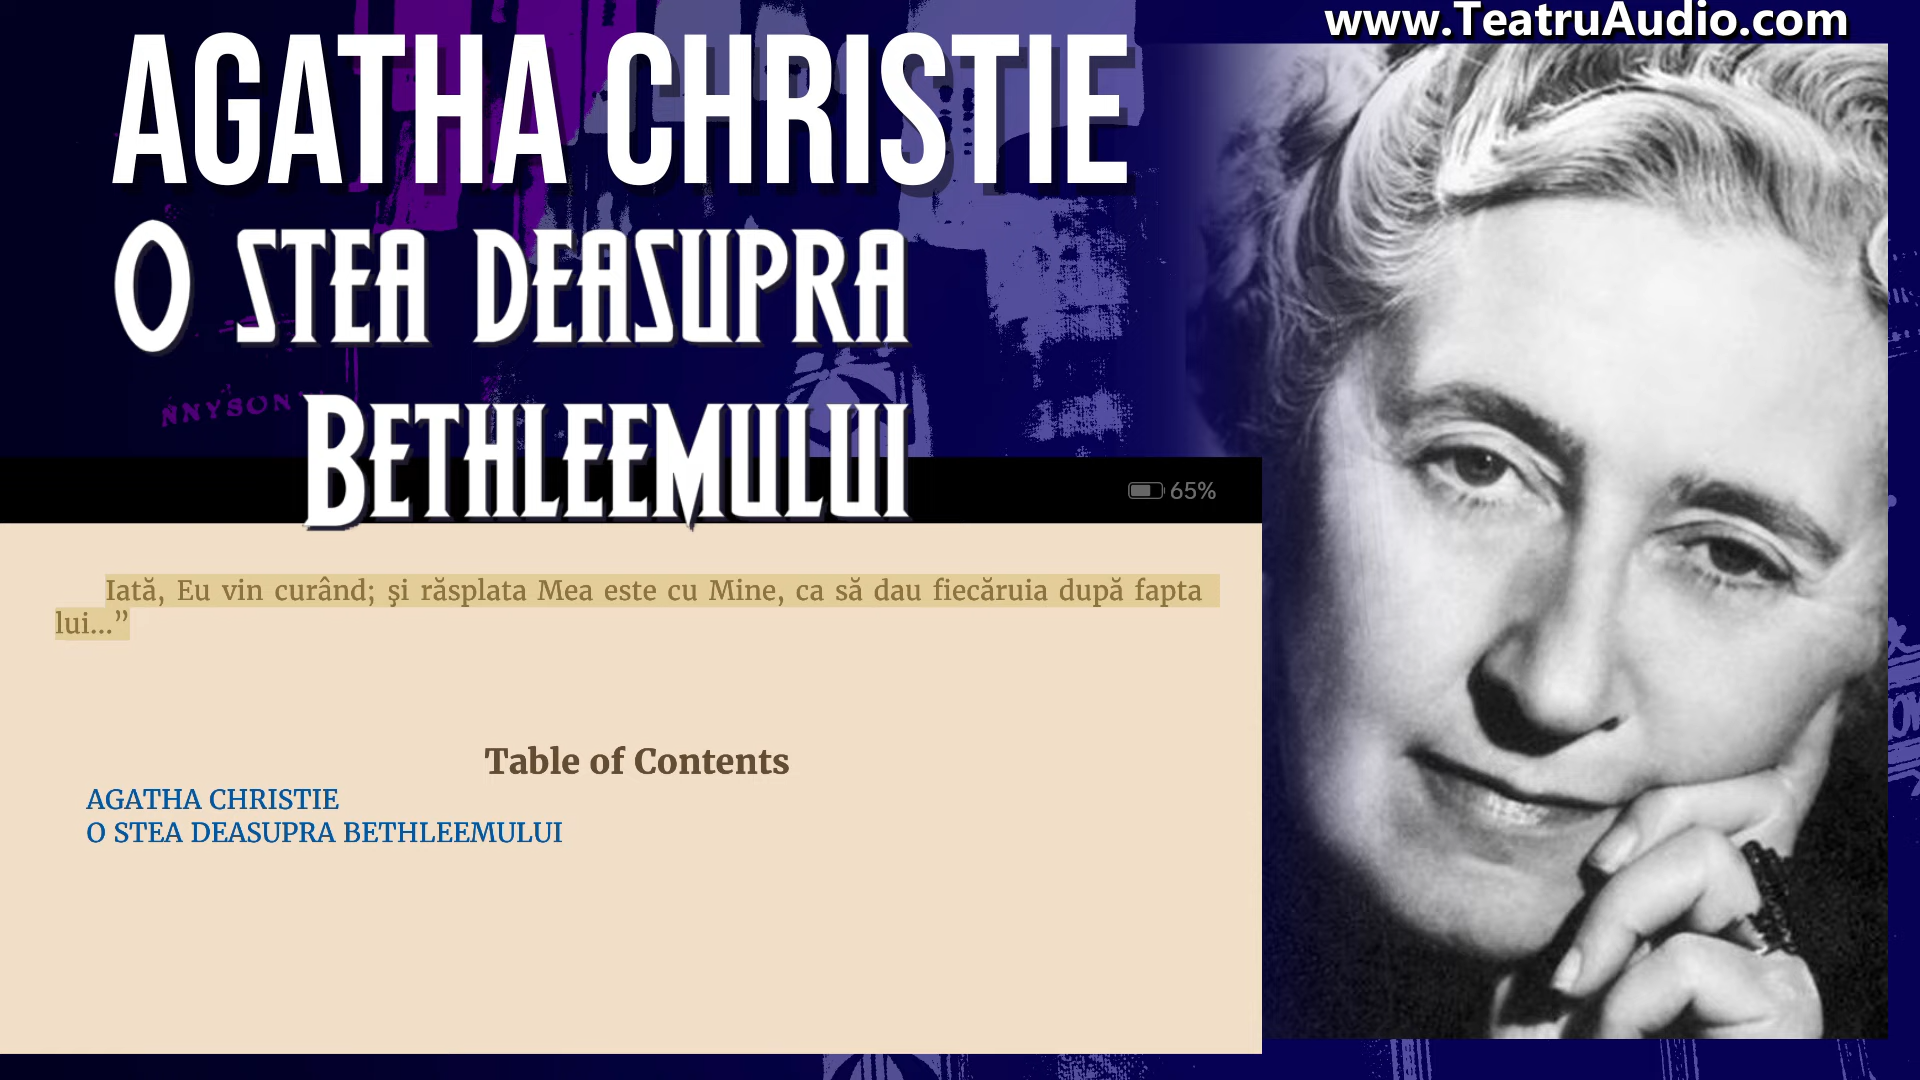 www.TeatruAudio.com
AGATHA CHRISTIE
O STEA DEASUPRA
BETHLEEMULUI
NNYSON
65%
Iată, Eu vin curând; şi răsplata Mea este cu Mine, ca să dau fiecăruia după fapta
lui...”
Table of Contents
AGATHA CHRISTIE
O STEA DEASUPRA BETHLEEMULUI